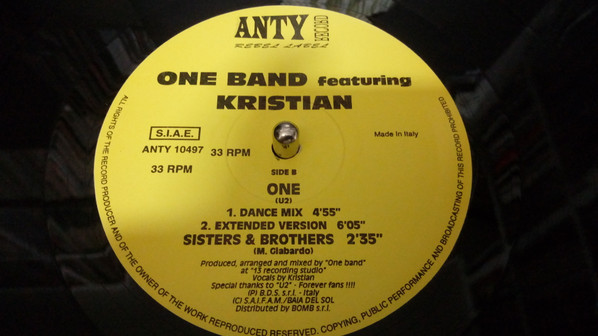 ANTY RECORD
REBEL LABEL
ONE BAND featuring
KRISTIAN
S.I.A.E.
Made in Italy
ANTY 10497 33 RPM
33 RPM
SIDE B
ONE
(U2)
1. DANCE MIX 4'55"
2. EXTENDED VERSION 6'05"
SISTERS & BROTHERS 2'35"
(M. Giabardo)
Produced, arranged and mixed by "One band"
at "13 recording studio"
Vocals by Kristian
Special thanks to "U2" - Forever fans !!!!
(P) B.D.S. s.r.l. - Italy
(C) S.A.I.F.AM./BAIA DEL SOL
Distributed by BOMB s.r.l.
ALL RIGHTS OF THE RECORD PRODUCER AND OF THE OWNER OF THE WORK REPRODUCED RESERVED. COPYING, PUBLIC PERFORMANCE AND BROADCASTING OF THIS RECORD PROHIBITED